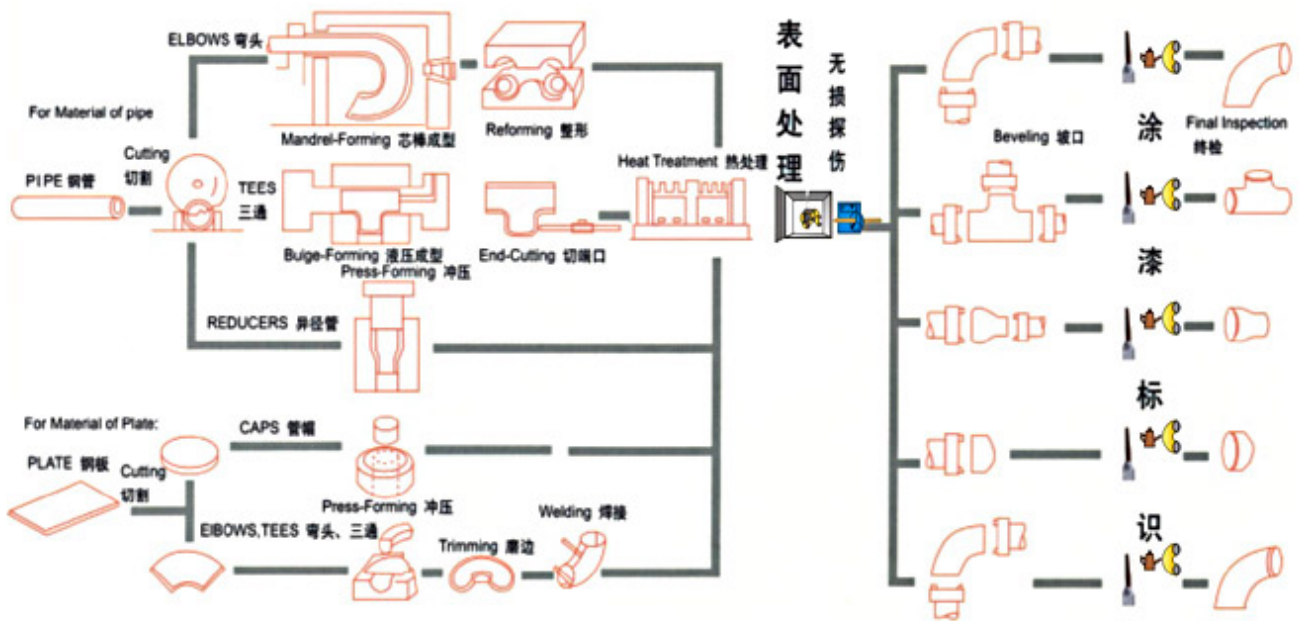 ELBOWS 弯头
For Material of pipe
Mandrel-Forming 芯棒成型
Reforming 整形
Cutting
切割
PIPE 钢管
TEES
三通
Heat Treatment 热处理
Bulge-Forming 液压成型
End-Cutting 切端口
Press-Forming 冲压
REDUCERS 异径管
For Material of Plate:
CAPS 管帽
PLATE 钢板
Cutting
切割
Press-Forming 冲压
ElBOWS,TEES 弯头、三通
Trimming 磨边
Welding 焊接
表面处理
无损探伤
Beveling 坡口
涂漆标识
Final Inspection
终检